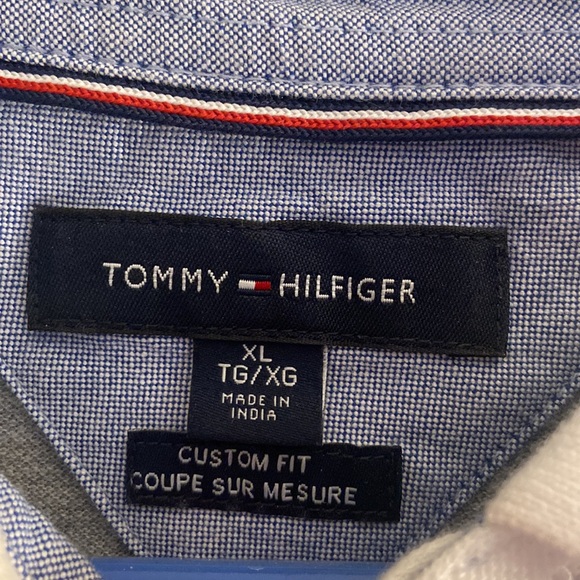 TOMMY HILFIGER
XL
TG/XG
MADE IN
INDIA
CUSTOM FIT
COUPE SUR MESURE